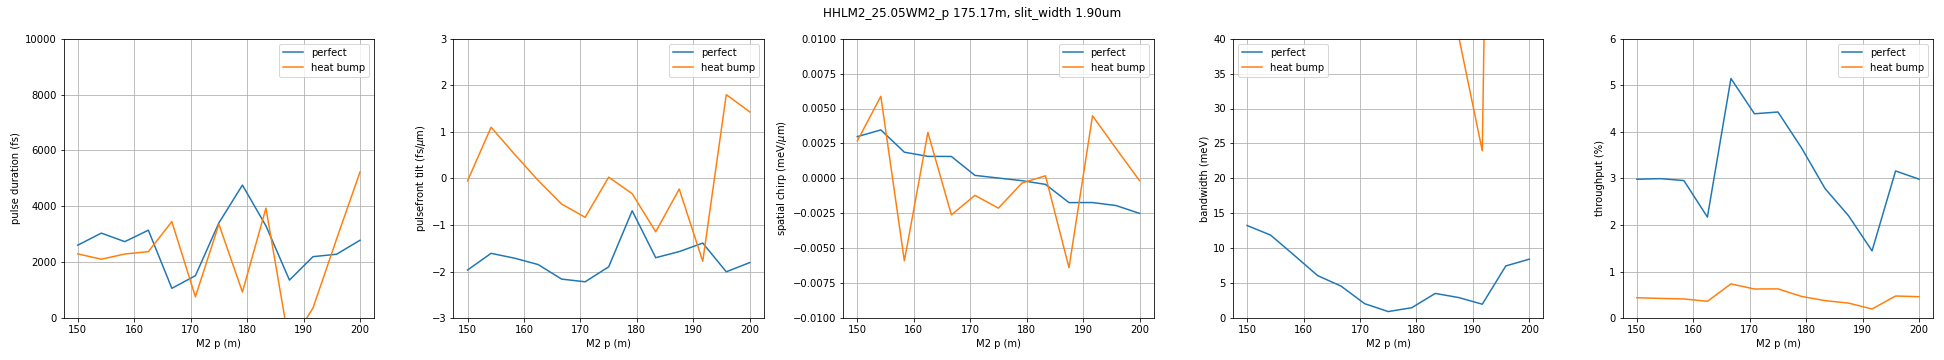 HHLM2_25.05WM2_p 175.17m, slit_width 1.90um
pulse duration (fs)
10000
8000
6000
4000
2000
0
150 160 170 180 190 200
M2 p (m)
perfect
heat bump
pulsefront tilt (fs/μm)
3
2
1
0
−1
−2
−3
150 160 170 180 190 200
M2 p (m)
perfect
heat bump
spatial chirp (meV/μm)
0.0100
0.0075
0.0050
0.0025
0.0000
−0.0025
−0.0050
−0.0075
−0.0100
150 160 170 180 190 200
M2 p (m)
perfect
heat bump
bandwidth (meV)
40
35
30
25
20
15
10
5
0
150 160 170 180 190 200
M2 p (m)
perfect
heat bump
throughput (%)
6
5
4
3
2
1
0
150 160 170 180 190 200
M2 p (m)
perfect
heat bump